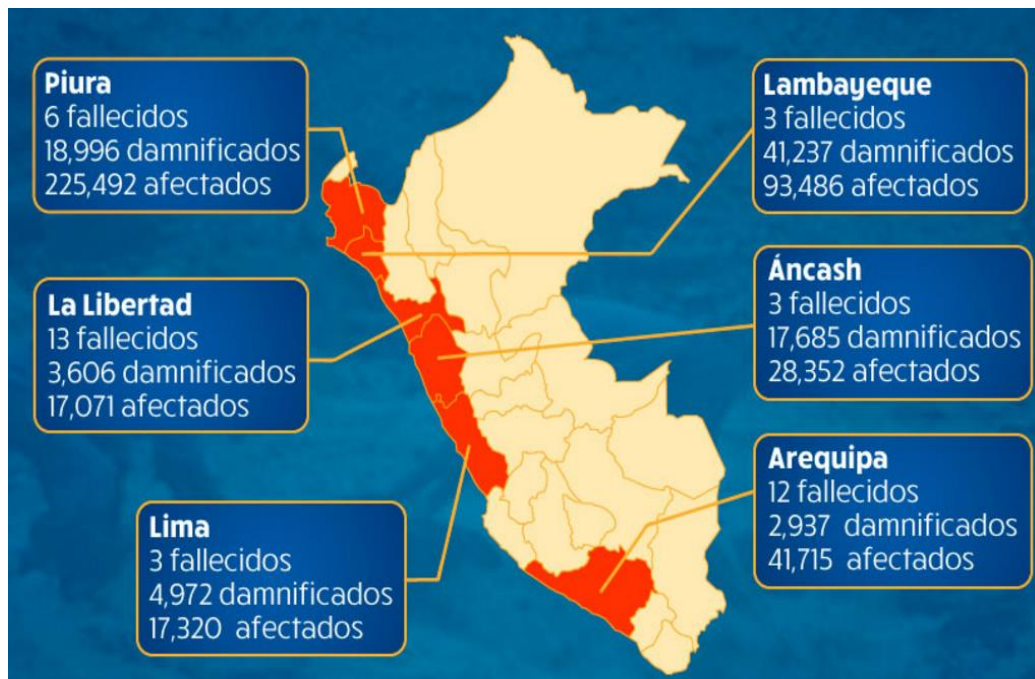 Piura
6 fallecidos
18,996 damnificados
225,492 afectados
Lambayeque
3 fallecidos
41,237 damnificados
93,486 afectados
La Libertad
13 fallecidos
3,606 damnificados
17,071 afectados
Áncash
3 fallecidos
17,685 damnificados
28,352 afectados
Lima
3 fallecidos
4,972 damnificados
17,320 afectados
Arequipa
12 fallecidos
2,937 damnificados
41,715 afectados